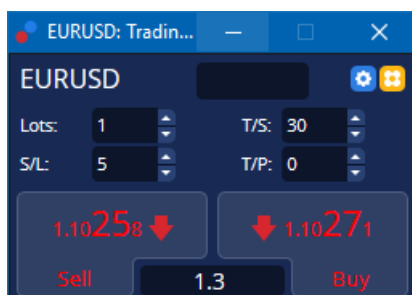 EURUSD: Tradin...
EURUSD
Lots: 1 T/S: 30
S/L: 5 T/P: 0
1.10258 1.10271
Sell 1.3 Buy